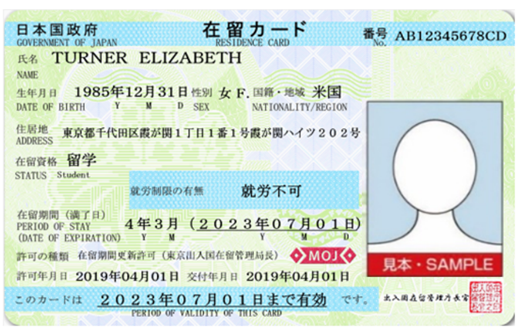 日本国政府 在留カード 番号 AB12345678CD
GOVERNMENT OF JAPAN RESIDENCE CARD No.
氏名 TURNER ELIZABETH
NAME
生年月日 1985年12月31日 性別 女 F. 国籍・地域 米国
DATE OF BIRTH Y M D SEX NATIONALITY/REGION
住居地 東京都千代田区霞が関1丁目1番1号霞が関ハイツ202号
ADDRESS
在留資格 留学
STATUS Student
就労制限の有無 就労不可
在留期間(満了日) 4年3月(2023年07月01日)
PERIOD OF STAY
(DATE OF EXPIRATION) Y M Y M D
許可の種類 在留期間更新許可(東京出入国在留管理局長) MOJ
見本・SAMPLE
許可年月日 2019年04月01日 交付年月日 2019年04月01日
このカードは 2023年07月01日まで有効 です。 出入国在留管理庁長官
PERIOD OF VALIDITY OF THIS CARD